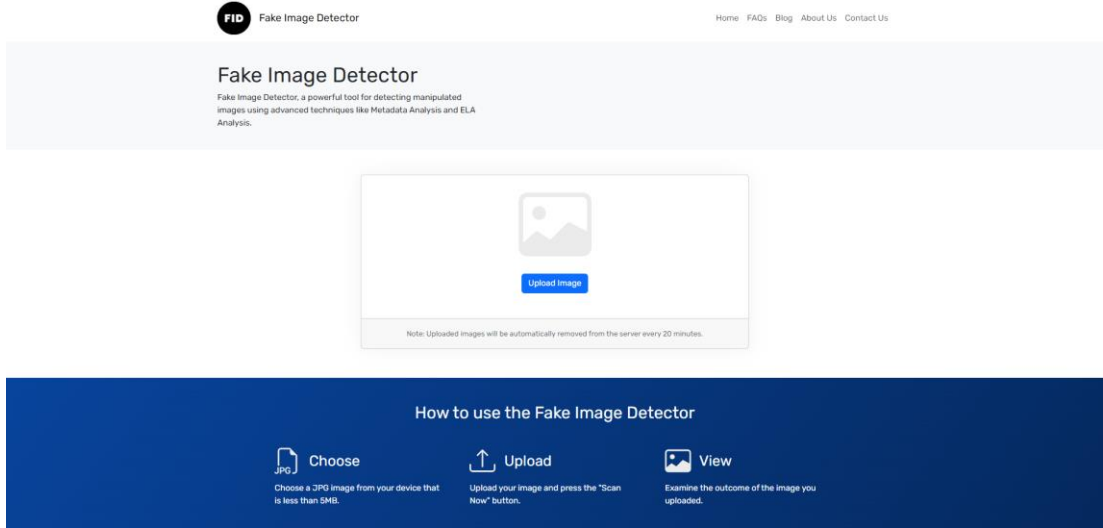 FID Fake Image Detector Home FAQs Blog About Us Contact Us
Fake Image Detector
Fake Image Detector, a powerful tool for detecting manipulated
images using advanced techniques like Metadata Analysis and ELA
Analysis.
Upload Image
Note: Uploaded images will be automatically removed from the server every 20 minutes.
How to use the Fake Image Detector
JPG Choose
Choose a JPG image from your device that
is less than 5MB.
Upload
Upload your image and press the "Scan
Now" button.
View
Examine the outcome of the image you
uploaded.